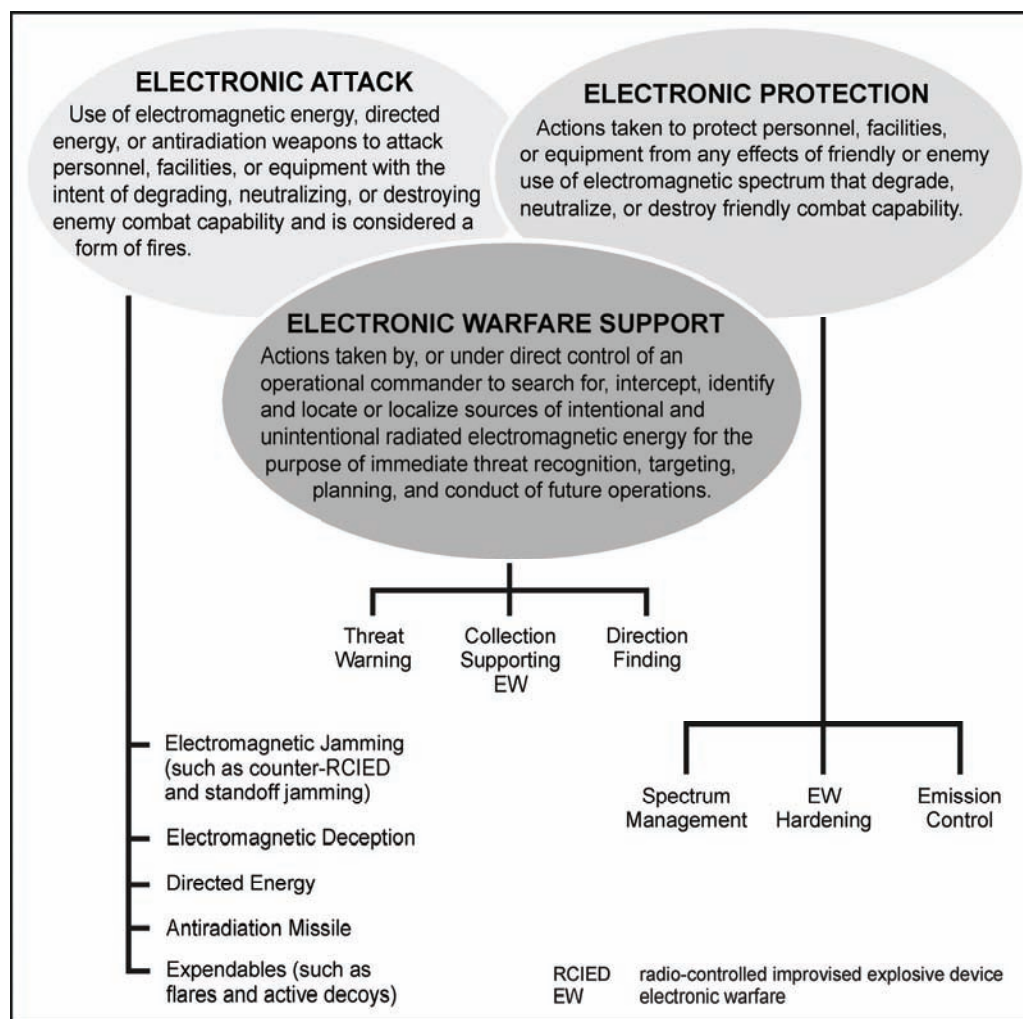 ELECTRONIC ATTACK
Use of electromagnetic energy, directed
energy, or antiradiation weapons to attack
personnel, facilities, or equipment with the
intent of degrading, neutralizing, or destroying
enemy combat capability and is considered a
form of fires.
ELECTRONIC PROTECTION
Actions taken to protect personnel, facilities,
or equipment from any effects of friendly or enemy
use of electromagnetic spectrum that degrade,
neutralize, or destroy friendly combat capability.
ELECTRONIC WARFARE SUPPORT
Actions taken by, or under direct control of an
operational commander to search for, intercept, identify
and locate or localize sources of intentional and
unintentional radiated electromagnetic energy for the
purpose of immediate threat recognition, targeting,
planning, and conduct of future operations.
Threat
Warning
Collection
Supporting
EW
Direction
Finding
Electromagnetic Jamming
(such as counter-RCIED
and standoff jamming)
Electromagnetic Deception
Directed Energy
Antiradiation Missile
Expendables (such as
flares and active decoys)
Spectrum
Management
EW
Hardening
Emission
Control
RCIED radio-controlled improvised explosive device
EW electronic warfare